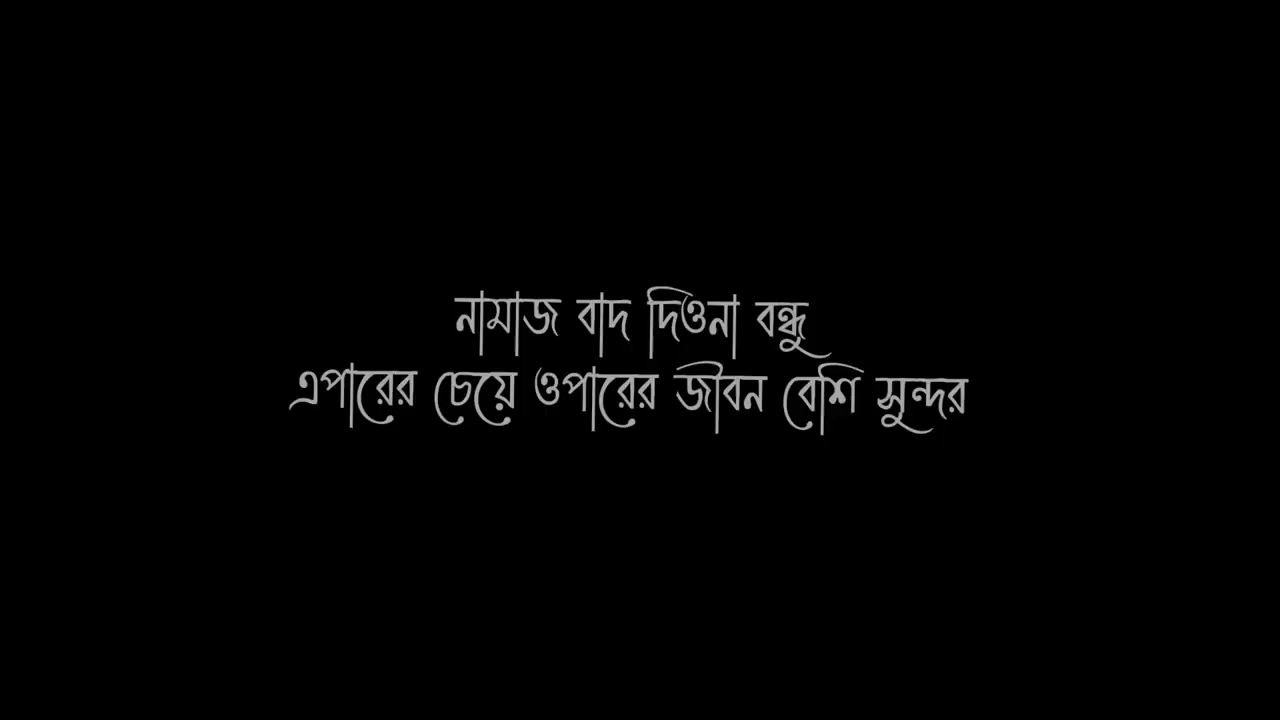 নামাজ বাদ দিওনা বন্ধু
এপারের চেয়ে ওপারের জীবন বেশি সুন্দর